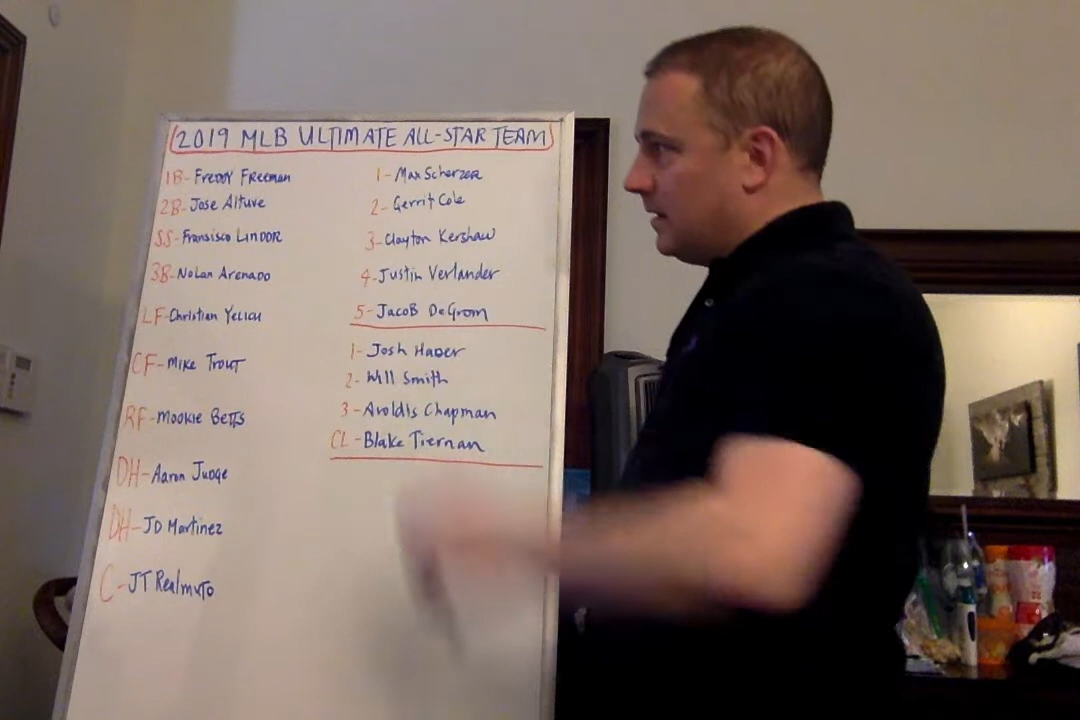 2019 MLB ULTIMATE ALL-STAR TEAM
1B- Freddy Freeman
2B- Jose Altuve
SS- Fransisco Lindor
3B- Nolan Arenado
LF- Christian Yelich
CF- Mike Trout
RF- Mookie Betts
DH- Aaron Judge
DH- JD Martinez
C- JT Realmuto
1- Max Scherzer
2- Gerrit Cole
3- Clayton Kershaw
4- Justin Verlander
5- Jacob DeGrom
1- Josh Hader
2- Will Smith
3- Aroldis Chapman
CL- Blake Tiernan